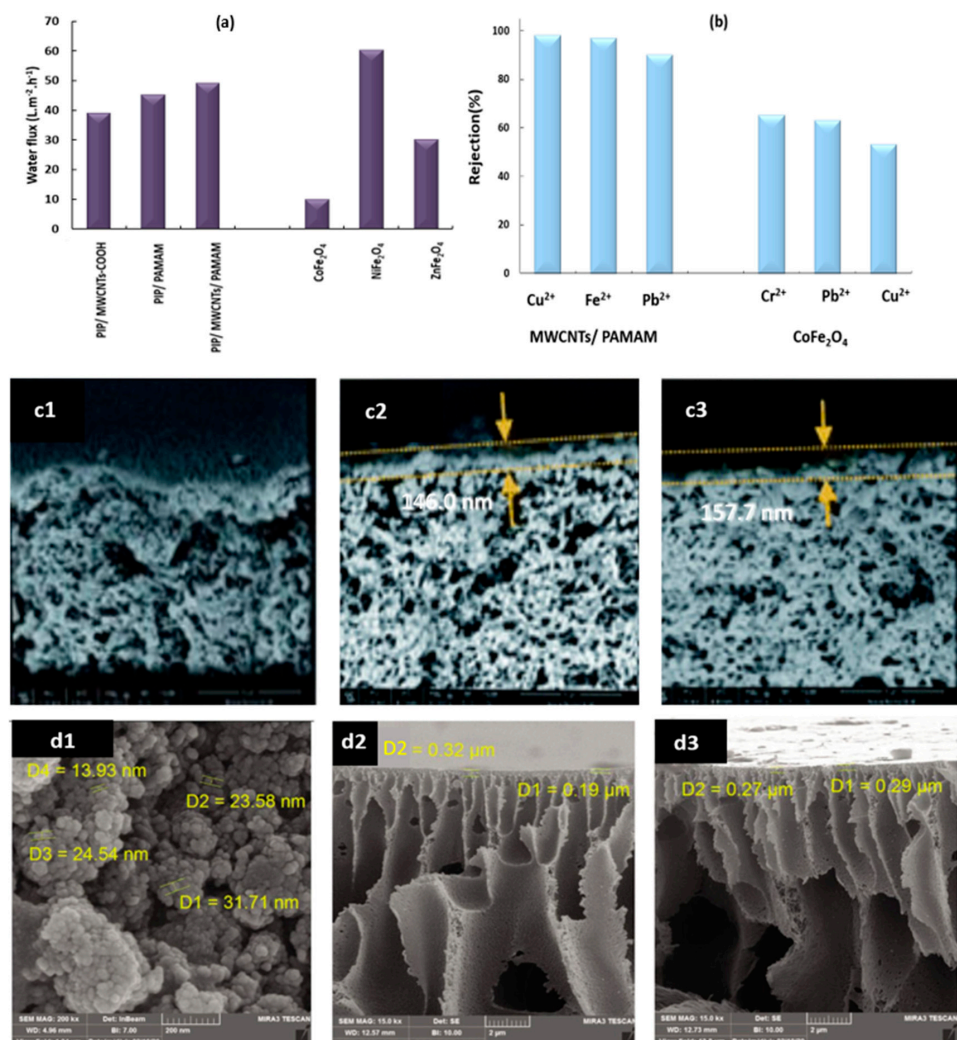 (a)
70
60
50
40
30
20
10
0
Water flux (L.m⁻².h⁻¹)
PIP/ MWCNTs-COOH
PIP/ PAMAM
PIP/ MWCNTs/ PAMAM
CoFe₂O₄
NiFe₂O₄
ZnFe₂O₄
(b)
100
80
60
40
20
0
Rejection(%)
Cu²⁺ Fe²⁺ Pb²⁺ Cr²⁺ Pb²⁺ Cu²⁺
MWCNTs/ PAMAM CoFe₂O₄
c1
c2
146.0 nm
c3
157.7 nm
d1
D4 = 13.93 nm
D2 = 23.58 nm
D3 = 24.54 nm
D1 = 31.71 nm
SEM MAG: 200 kx Det: InBeam MIRA3 TESCAN
WD: 4.96 mm BI: 7.00 200 nm
d2
D2 = 0.32 µm
D1 = 0.19 µm
SEM MAG: 15.0 kx Det: SE MIRA3 TESCAN
WD: 12.57 mm BI: 10.00 2 µm
d3
D2 = 0.27 µm
D1 = 0.29 µm
SEM MAG: 15.0 kx Det: SE MIRA3 TESCAN
WD: 12.73 mm BI: 10.00 2 µm